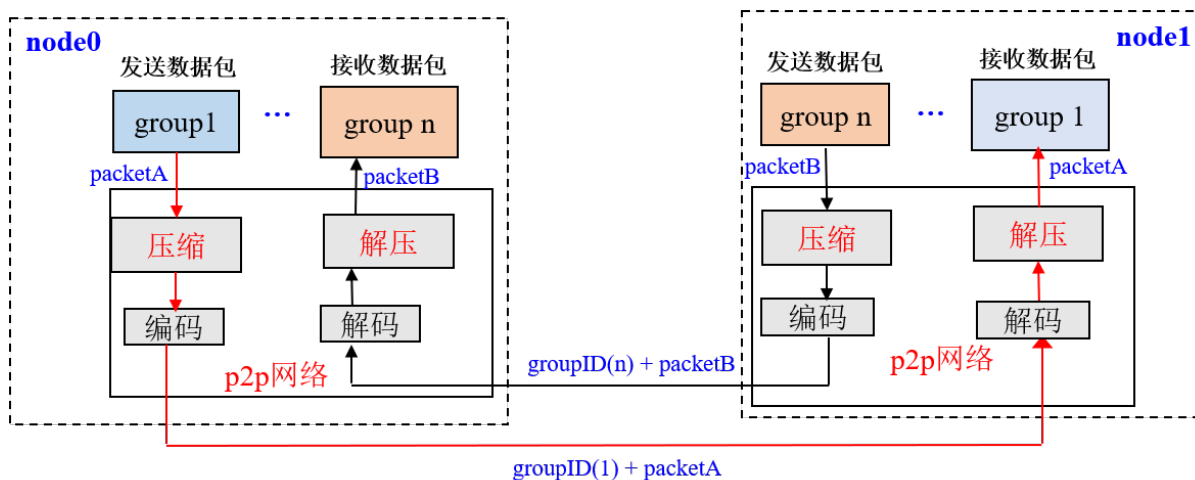 node0
发送数据包
接收数据包
group1
...
group n
packetA
packetB
压缩
解压
编码
解码
p2p网络
node1
发送数据包
接收数据包
group n
...
group 1
packetB
packetA
压缩
解压
编码
解码
p2p网络
groupID(n) + packetB
groupID(1) + packetA